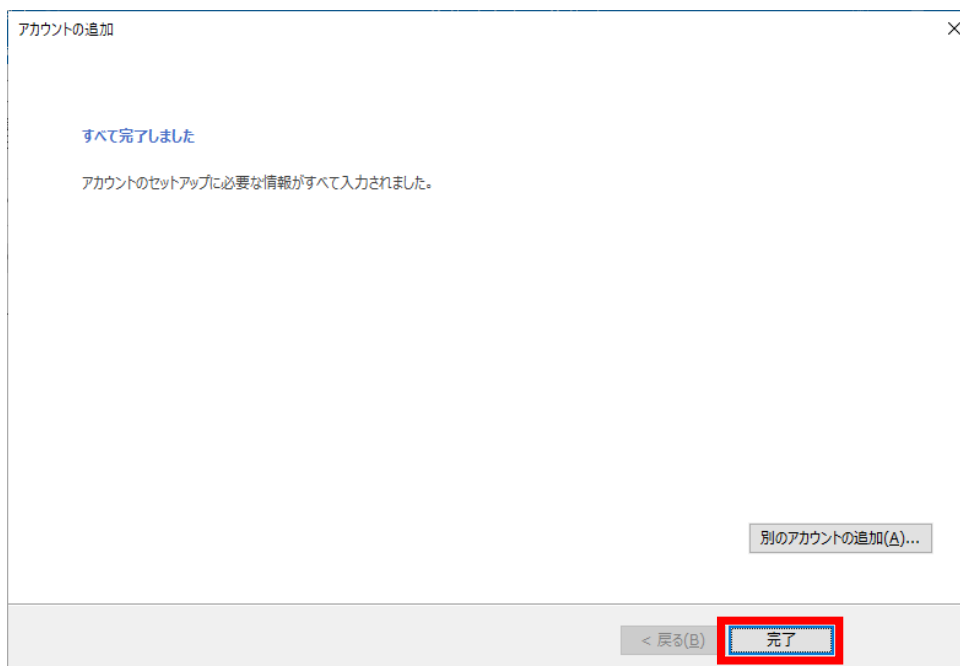 アカウントの追加
すべて完了しました
アカウントのセットアップに必要な情報がすべて入力されました。
別のアカウントの追加(A)...
< 戻る(B)
完了